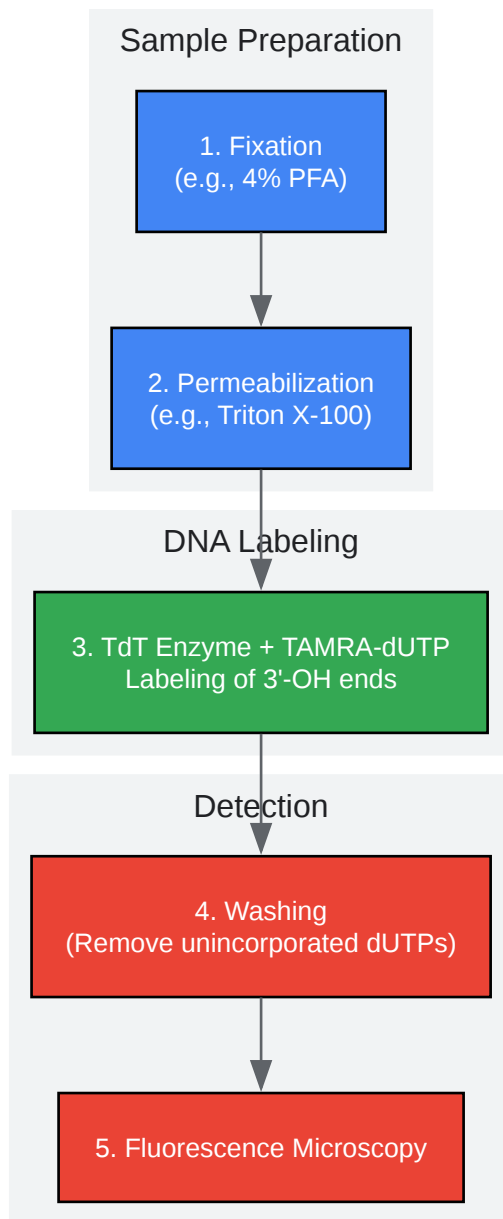 Sample Preparation
1. Fixation
(e.g., 4% PFA)
2. Permeabilization
(e.g., Triton X-100)
DNA Labeling
3. TdT Enzyme + TAMRA-dUTP
Labeling of 3'-OH ends
Detection
4. Washing
(Remove unincorporated dUTPs)
5. Fluorescence Microscopy